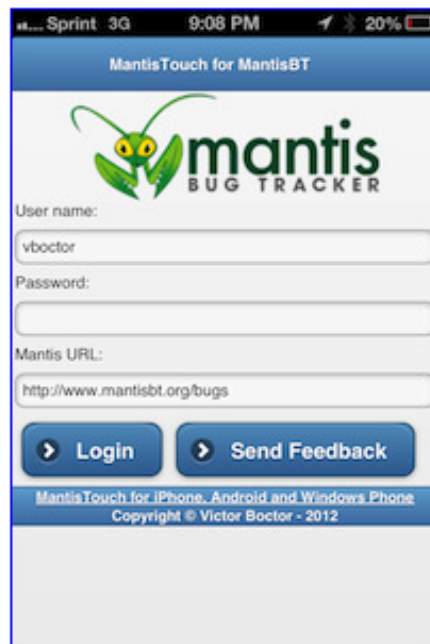 Sprint 3G 9:08 PM 20%
MantisTouch for MantisBT
mantis
BUG TRACKER
User name:
vboctor
Password:
Mantis URL:
http://www.mantisbt.org/bugs
Login Send Feedback
MantisTouch for iPhone, Android and Windows Phone
Copyright © Victor Boctor - 2012